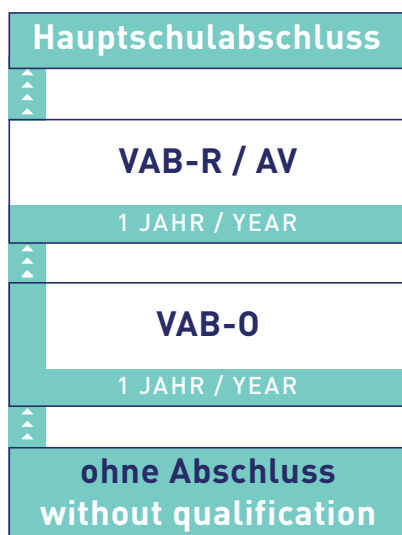 Hauptschulabschluss
VAB-R / AV
1 JAHR / YEAR
VAB-O
1 JAHR / YEAR
ohne Abschluss
without qualification